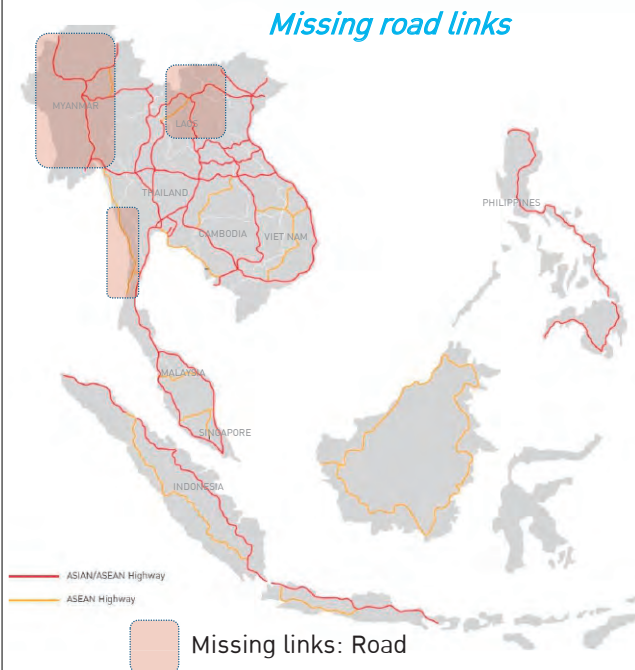 Missing road links
MYANMAR
LAOS
THAILAND
PHILIPPINES
CAMBODIA
VIET NAM
MALAYSIA
SINGAPORE
INDONESIA
ASIAN/ASEAN Highway
ASEAN Highway
Missing links: Road